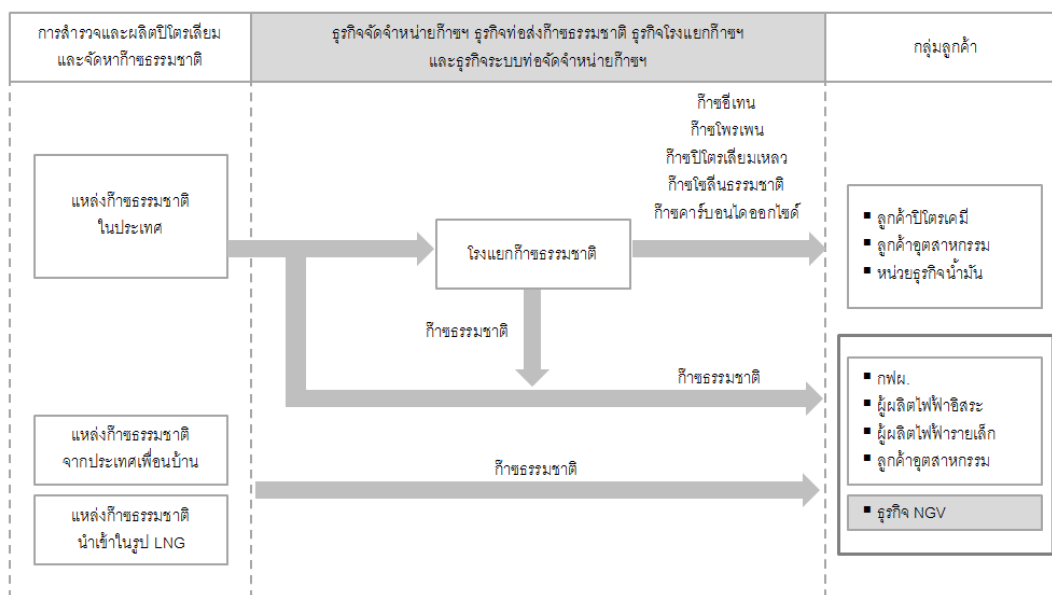 การสำรวจและผลิตปิโตรเลียม
และจัดหาก๊าซธรรมชาติ
ธุรกิจจัดจำหน่ายก๊าซฯ ธุรกิจท่อส่งก๊าซธรรมชาติ ธุรกิจโรงแยกก๊าซฯ
และธุรกิจระบบท่อจัดจำหน่ายก๊าซฯ
กลุ่มลูกค้า
ก๊าซอีเทน
ก๊าซโพรเพน
ก๊าซปิโตรเลียมเหลว
ก๊าซโซลีนธรรมชาติ
ก๊าซคาร์บอนไดออกไซด์
แหล่งก๊าซธรรมชาติ
ในประเทศ
โรงแยกก๊าซธรรมชาติ
▪ ลูกค้าปิโตรเคมี
▪ ลูกค้าอุตสาหกรรม
▪ หน่วยธุรกิจน้ำมัน
ก๊าซธรรมชาติ
ก๊าซธรรมชาติ
▪ กฟผ.
▪ ผู้ผลิตไฟฟ้าอิสระ
▪ ผู้ผลิตไฟฟ้ารายเล็ก
▪ ลูกค้าอุตสาหกรรม
แหล่งก๊าซธรรมชาติ
จากประเทศเพื่อนบ้าน
ก๊าซธรรมชาติ
แหล่งก๊าซธรรมชาติ
นำเข้าในรูป LNG
▪ ธุรกิจ NGV